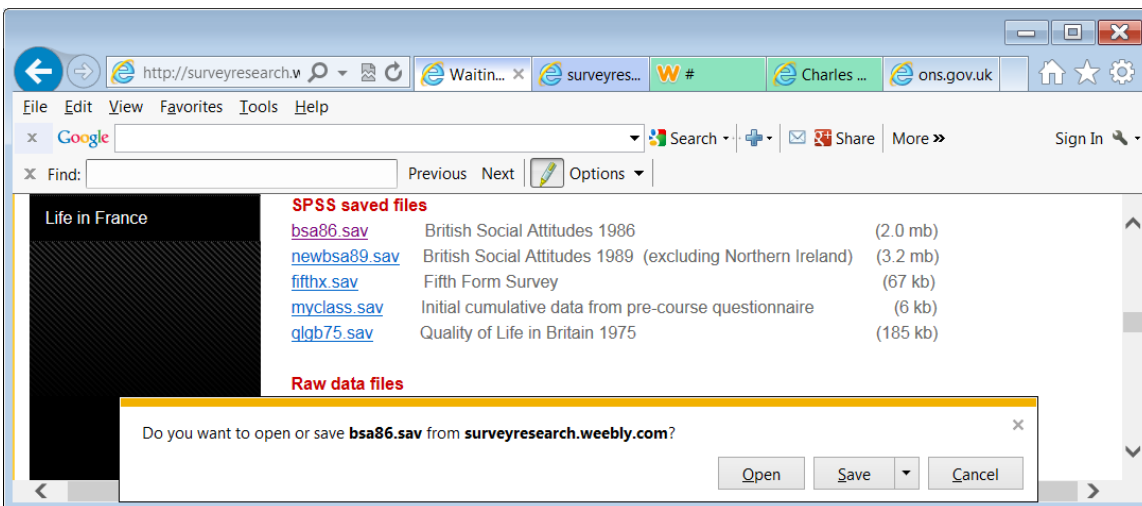 http://surveyresearch.w
Waitin...
surveyres...
#
Charles ...
ons.gov.uk
File Edit View Favorites Tools Help
x Google Search Share More » Sign In
x Find: Previous Next Options
Life in France
SPSS saved files
bsa86.sav British Social Attitudes 1986 (2.0 mb)
newbsa89.sav British Social Attitudes 1989 (excluding Northern Ireland) (3.2 mb)
fifthx.sav Fifth Form Survey (67 kb)
myclass.sav Initial cumulative data from pre-course questionnaire (6 kb)
qlgb75.sav Quality of Life in Britain 1975 (185 kb)
Raw data files
Do you want to open or save bsa86.sav from surveyresearch.weebly.com?
Open Save Cancel